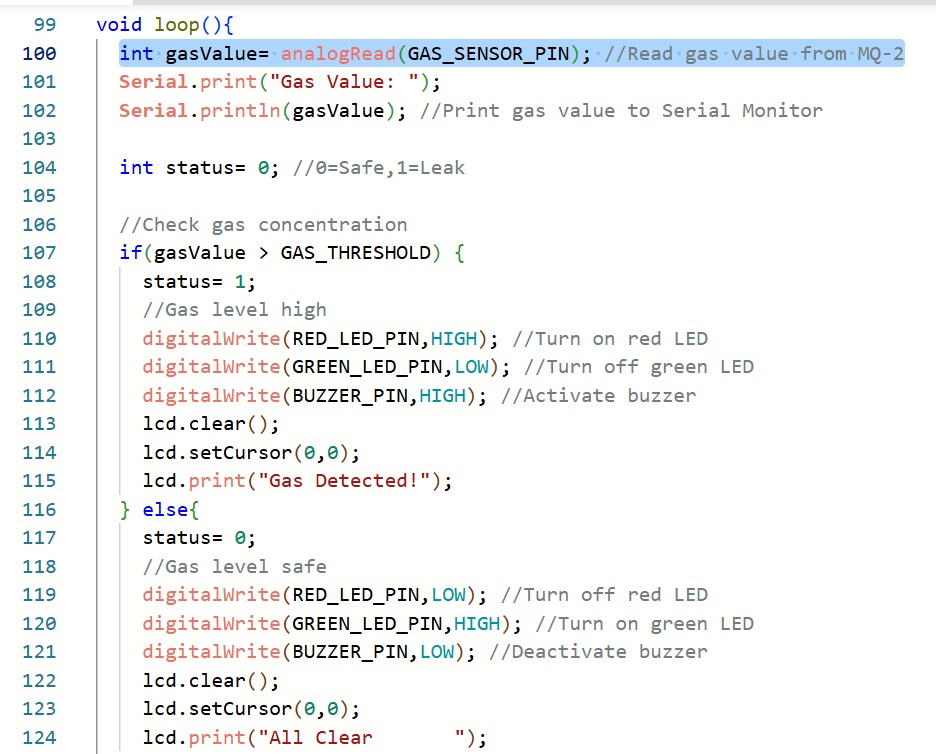 99 void loop(){
100 int gasValue= analogRead(GAS_SENSOR_PIN); //Read gas value from MQ-2
101 Serial.print("Gas Value: ");
102 Serial.println(gasValue); //Print gas value to Serial Monitor
103
104 int status= 0; //0=Safe,1=Leak
105
106 //Check gas concentration
107 if(gasValue > GAS_THRESHOLD) {
108 status= 1;
109 //Gas level high
110 digitalWrite(RED_LED_PIN,HIGH); //Turn on red LED
111 digitalWrite(GREEN_LED_PIN,LOW); //Turn off green LED
112 digitalWrite(BUZZER_PIN,HIGH); //Activate buzzer
113 lcd.clear();
114 lcd.setCursor(0,0);
115 lcd.print("Gas Detected!");
116 } else{
117 status= 0;
118 //Gas level safe
119 digitalWrite(RED_LED_PIN,LOW); //Turn off red LED
120 digitalWrite(GREEN_LED_PIN,HIGH); //Turn on green LED
121 digitalWrite(BUZZER_PIN,LOW); //Deactivate buzzer
122 lcd.clear();
123 lcd.setCursor(0,0);
124 lcd.print("All Clear       ");